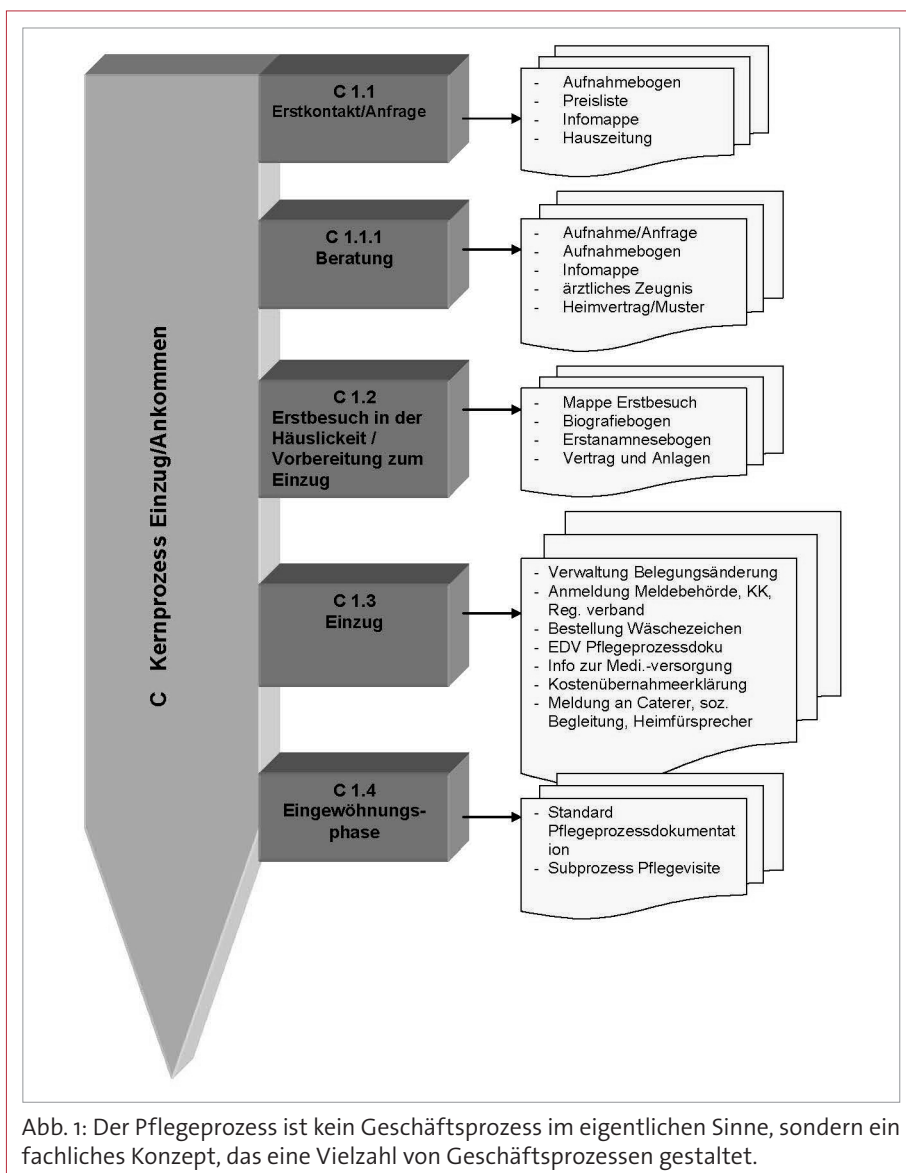 C Kernprozess Einzug/Ankommen
C 1.1
Erstkontakt/Anfrage
- Aufnahmebogen
- Preisliste
- Infomappe
- Hauszeitung
C 1.1.1
Beratung
- Aufnahme/Anfrage
- Aufnahmebogen
- Infomappe
- ärztliches Zeugnis
- Heimvertrag/Muster
C 1.2
Erstbesuch in der
Häuslickeit /
Vorbereitung zum
Einzug
- Mappe Erstbesuch
- Biografiebogen
- Erstanamnesebogen
- Vertrag und Anlagen
C 1.3
Einzug
- Verwaltung Belegungsänderung
- Anmeldung Meldebehörde, KK,
Reg. verband
- Bestellung Wäschezeichen
- EDV Pflegeprozessdoku
- Info zur Medi.-versorgung
- Kostenübernahmeerklärung
- Meldung an Caterer, soz.
Begleitung, Heimfürsprecher
C 1.4
Eingewöhnungs-
phase
- Standard
Pflegeprozessdokumentat
ion
- Subprozess Pflegevisite
Abb. 1: Der Pflegeprozess ist kein Geschäftsprozess im eigentlichen Sinne, sondern ein
fachliches Konzept, das eine Vielzahl von Geschäftsprozessen gestaltet.